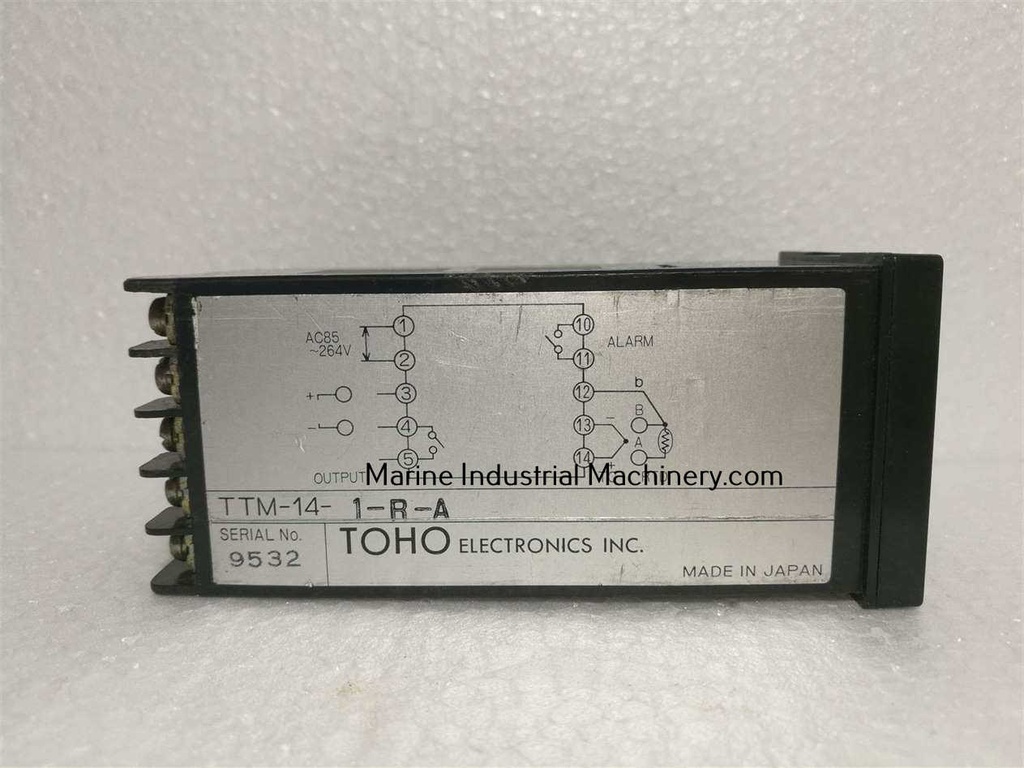 AC85
~264V
1
2
3
4
5
+
-
OUTPUT
10
11
12
13
14
ALARM
b
B
A
-
Marine Industrial Machinery.com
TTM-14- 1-R-A
SERIAL No.
9532
TOHO ELECTRONICS INC.
MADE IN JAPAN